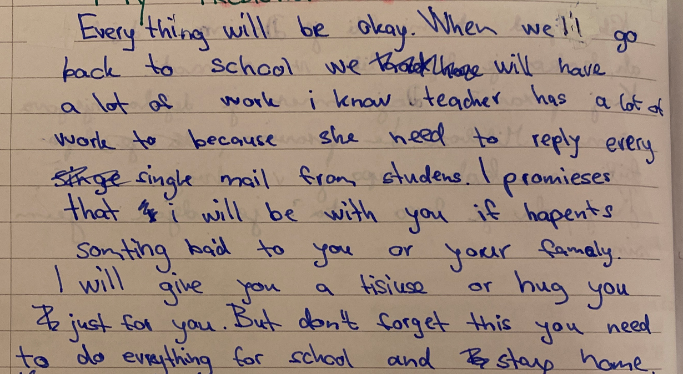 Every thing will be okay. When we'll go
back to school we will have
a lot of work i know teacher has a lot of
work to because she need to reply every
single mail from studens. I promieses
that i will be with you if hapents
somting bad to you or your famaly.
I will give you a tisiuse or hug you
just for you. But don't forget this you need
to do evrything for school and stay home.